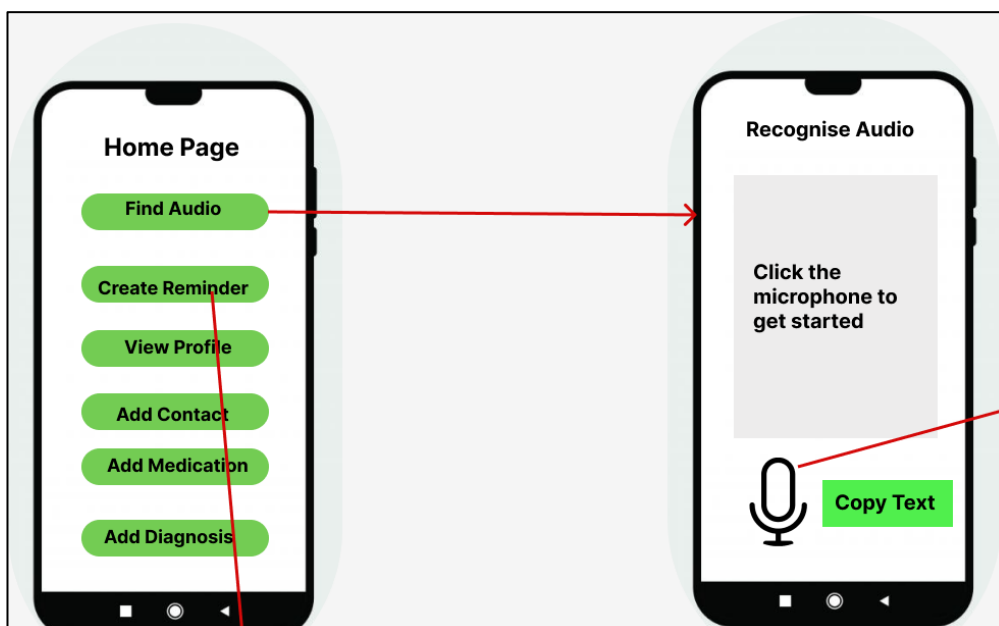 Home Page
Find Audio
Create Reminder
View Profile
Add Contact
Add Medication
Add Diagnosis
Recognise Audio
Click the
microphone to
get started
Copy Text